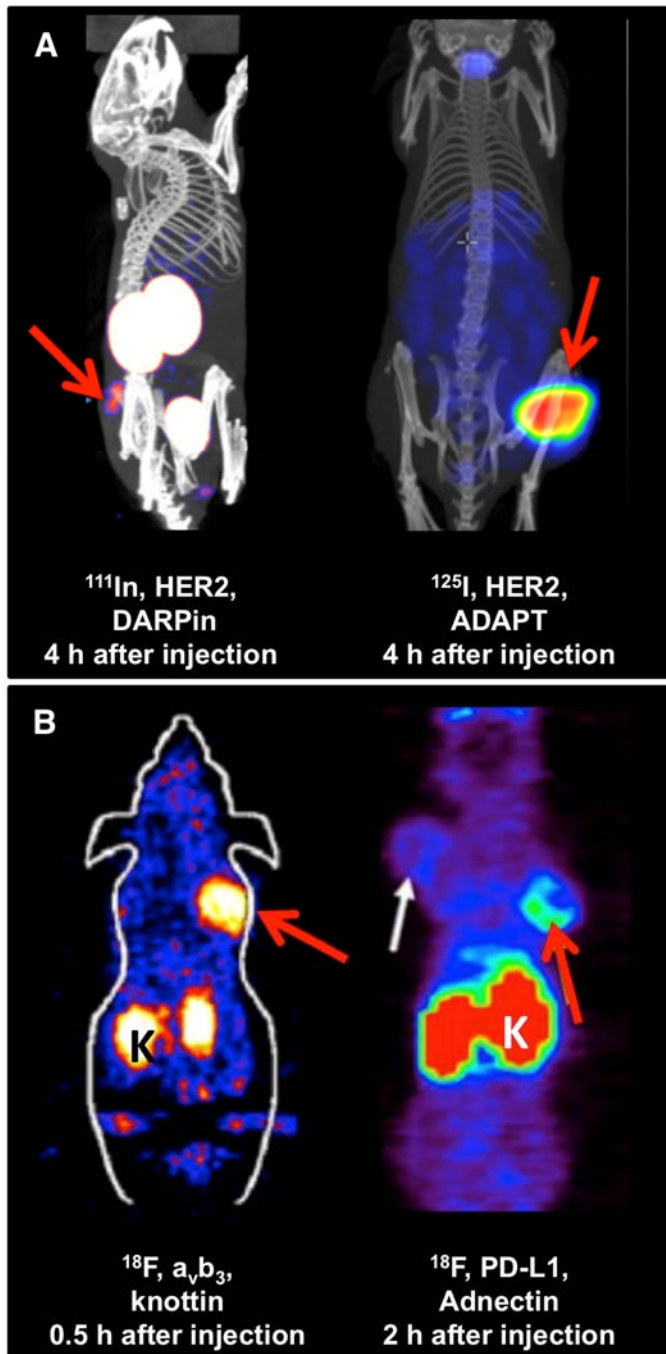 A
¹¹¹In, HER2,
DARPin
4 h after injection
¹²⁵I, HER2,
ADAPT
4 h after injection
B
K
K
¹⁸F, aᵥb₃,
knottin
0.5 h after injection
¹⁸F, PD-L1,
Adnectin
2 h after injection